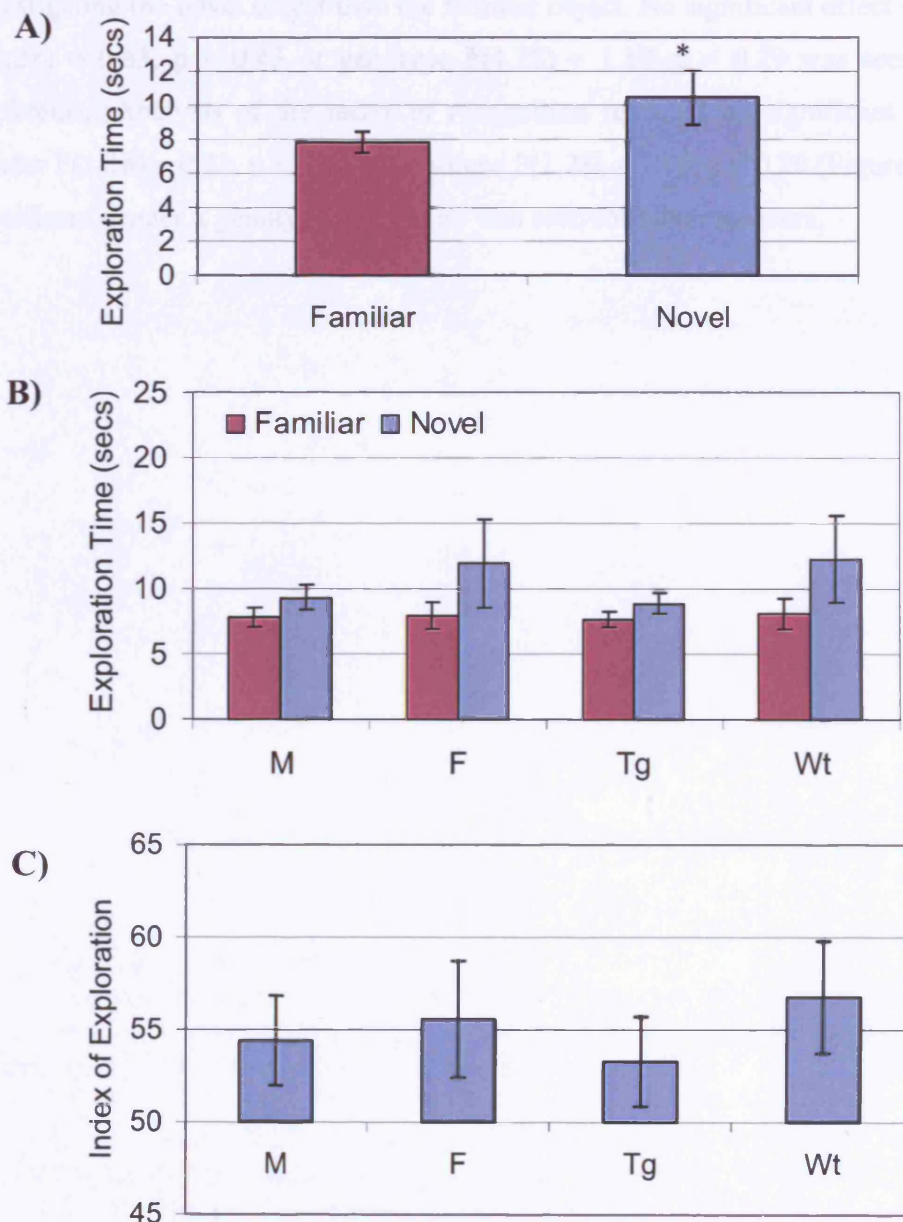 A)
Exploration Time (secs)
14
12
10
8
6
4
2
0
*
Familiar
Novel
B)
Exploration Time (secs)
25
20
15
10
5
0
Familiar Novel
M
F
Tg
Wt
C)
Index of Exploration
65
60
55
50
45
M
F
Tg
Wt